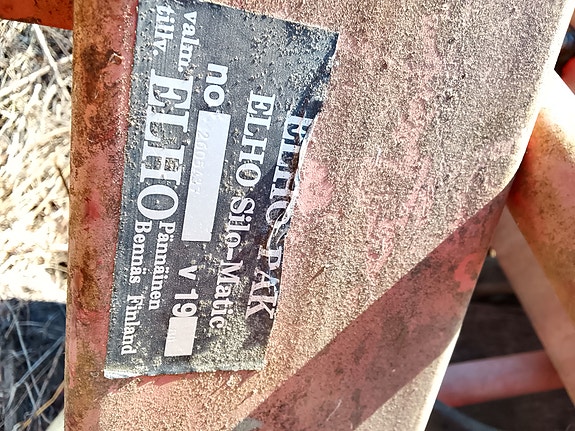 ELHO PAK
ELHO Silo-Matic
no
V 19
valm.
tillv.
ELHO
Pännäinen
Bennäs Finland